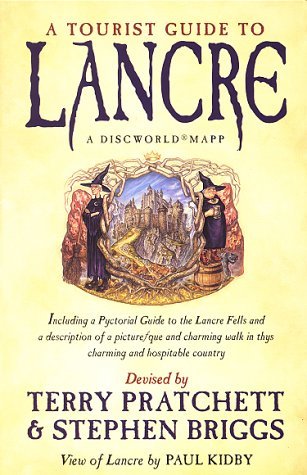 A TOURIST GUIDE TO
LANCRE
A DISCWORLD® MAPP
Including a Pyctorial Guide to the Lancre Fells and
a description of a picture/que and charming walk in thys
charming and hospitable country
Devised by
TERRY PRATCHETT
& STEPHEN BRIGGS
View of Lancre by PAUL KIDBY